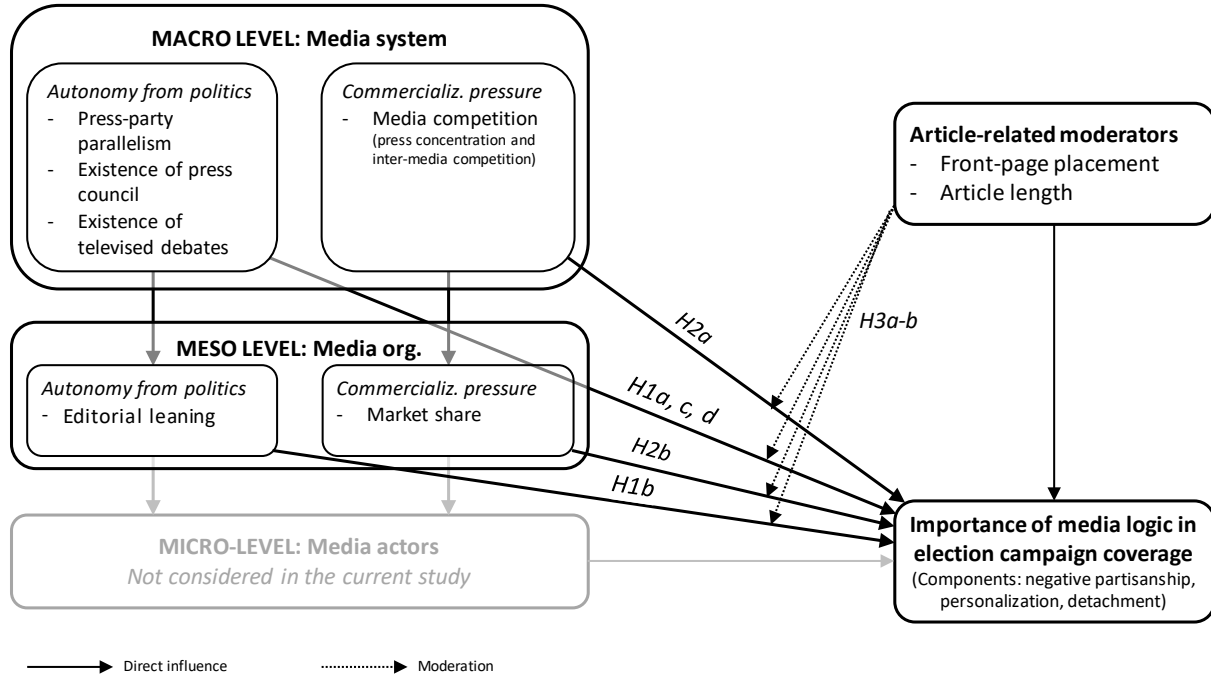 MACRO LEVEL: Media system
Autonomy from politics
- Press-party
parallelism
- Existence of press
council
- Existence of
televised debates
Commercializ. pressure
- Media competition
(press concentration and
inter-media competition)
Article-related moderators
- Front-page placement
- Article length
H2a
H3a-b
H1a, c, d
H2b
H1b
MESO LEVEL: Media org.
Autonomy from politics
- Editorial leaning
Commercializ. pressure
- Market share
MICRO-LEVEL: Media actors
Not considered in the current study
Importance of media logic in
election campaign coverage
(Components: negative partisanship,
personalization, detachment)
Direct influence
Moderation